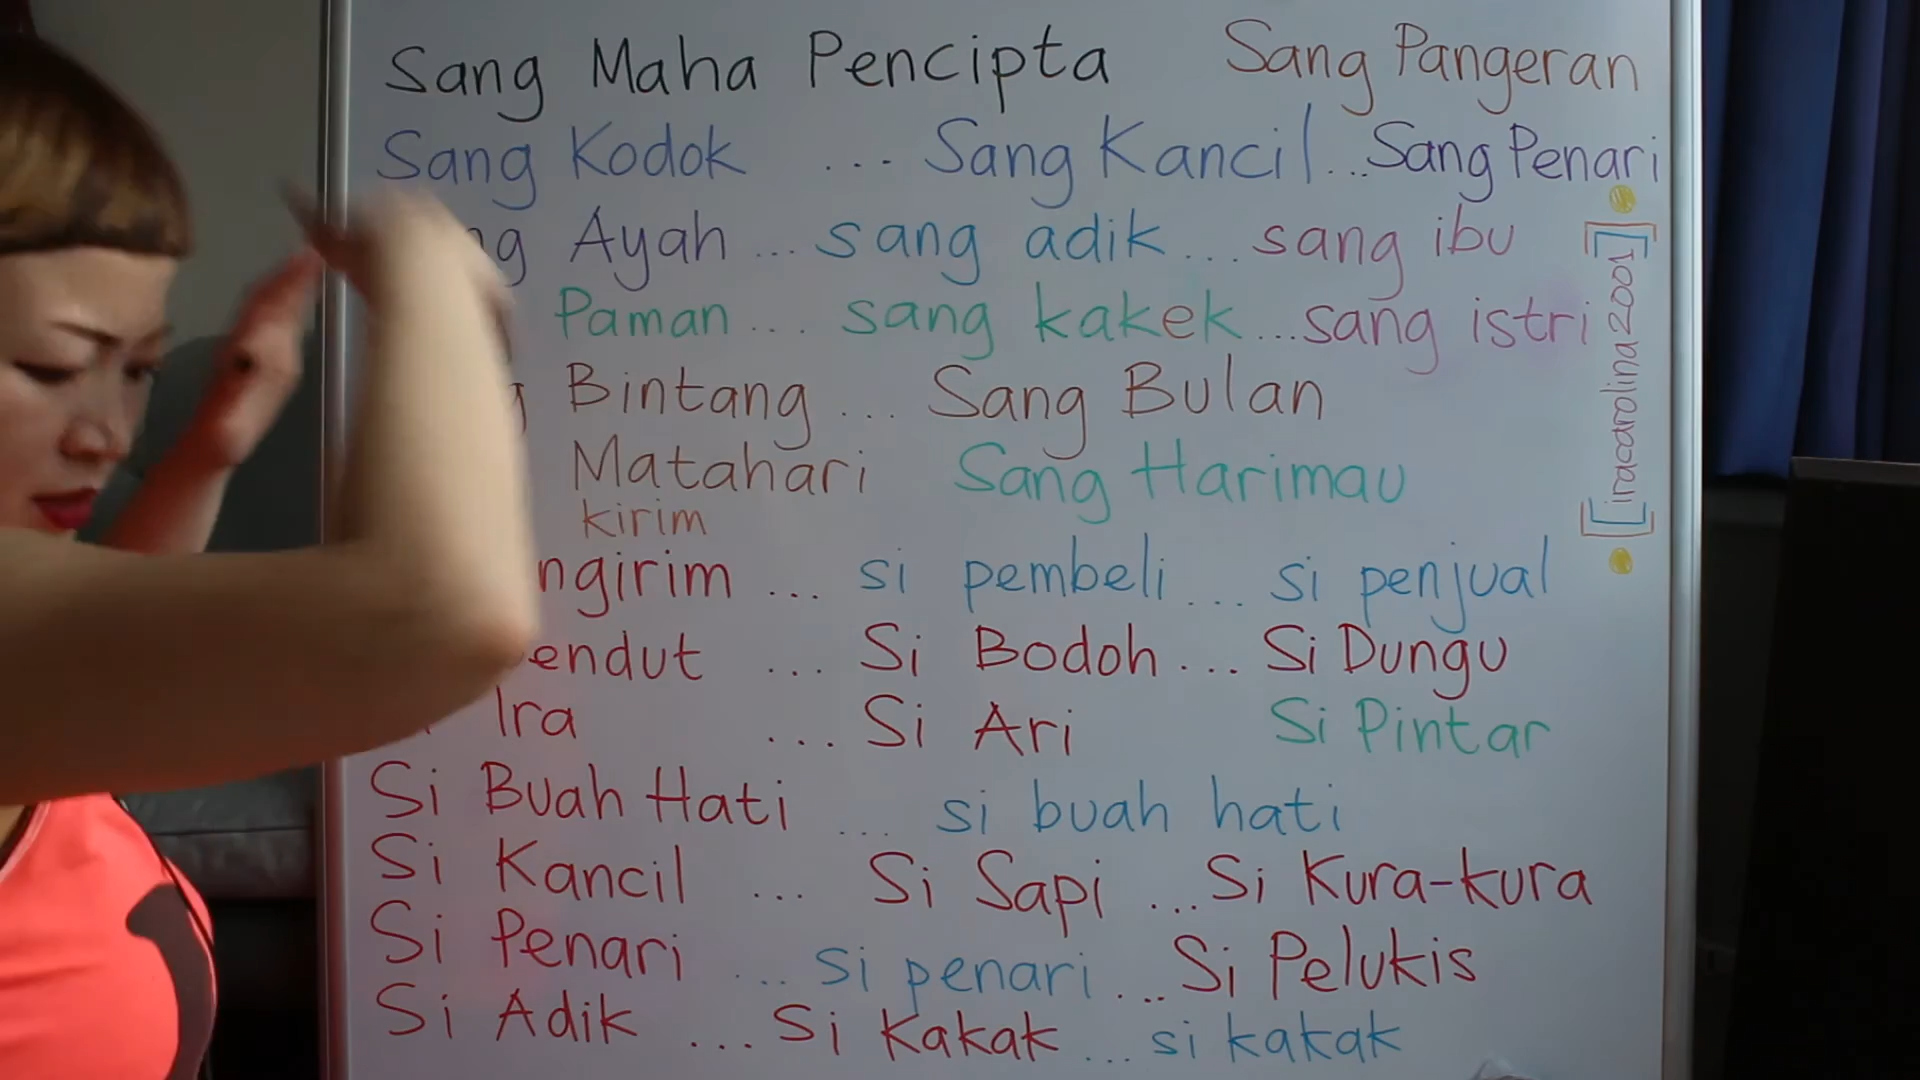 Sang Maha Pencipta Sang Pangeran
Sang Kodok ... Sang Kancil ... Sang Penari
Ayah ... sang adik ... sang ibu
Paman ... sang kakek ... sang istri
Bintang ... Sang Bulan
Matahari Sang Harimau
kirim
ngirim ... si pembeli ... si penjual
endut ... Si Bodoh ... Si Dungu
Ira ... Si Ari Si Pintar
Si Buah Hati ... si buah hati
Si Kancil ... Si Sapi ... Si Kura-kura
Si Penari ... si penari ... Si Pelukis
Si Adik ... Si Kakak ... si kakak
[[iracarolina2001]]